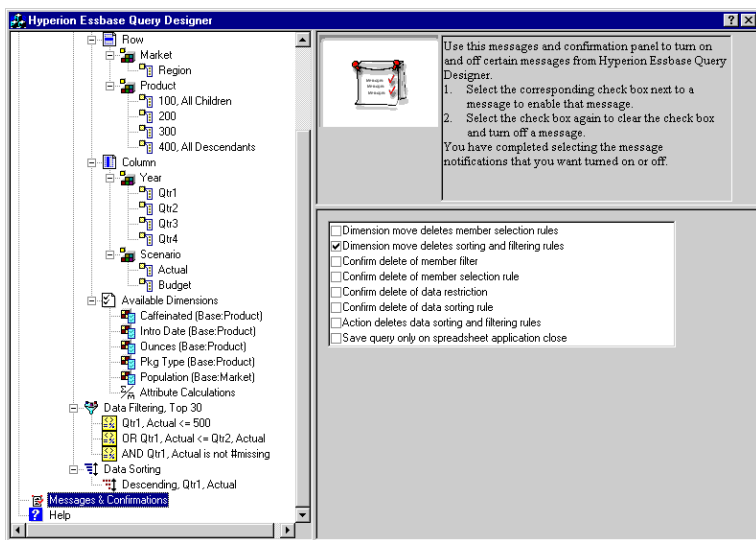 Hyperion Essbase Query Designer
Row
Market
Region
Product
100, All Children
200
300
400, All Descendants
Column
Year
Qtr1
Qtr2
Qtr3
Qtr4
Scenario
Actual
Budget
Available Dimensions
Caffeinated (Base:Product)
Intro Date (Base:Product)
Ounces (Base:Product)
Pkg Type (Base:Product)
Population (Base:Market)
Attribute Calculations
Data Filtering, Top 30
Qtr1, Actual <= 500
OR Qtr1, Actual <= Qtr2, Actual
AND Qtr1, Actual is not #missing
Data Sorting
Descending, Qtr1, Actual
Messages & Confirmations
Help
Use this messages and confirmation panel to turn on
and off certain messages from Hyperion Essbase Query
Designer.
1. Select the corresponding check box next to a
message to enable that message.
2. Select the check box again to clear the check box
and turn off a message.
You have completed selecting the message
notifications that you want turned on or off.
Dimension move deletes member selection rules
Dimension move deletes sorting and filtering rules
Confirm delete of member filter
Confirm delete of member selection rule
Confirm delete of data restriction
Confirm delete of data sorting rule
Action deletes data sorting and filtering rules
Save query only on spreadsheet application close